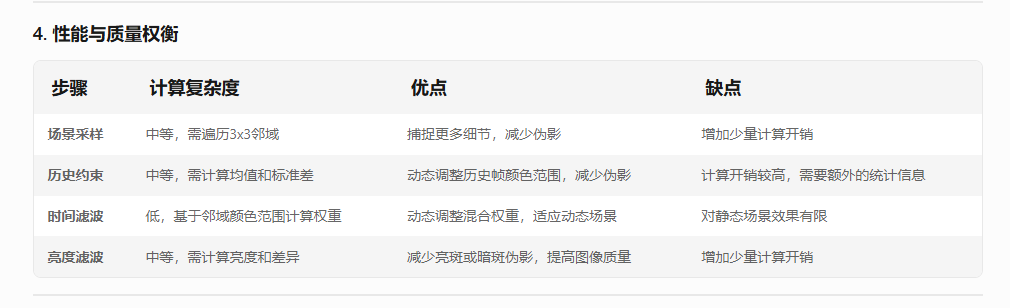 4. 性能与质量权衡
步骤 计算复杂度 优点 缺点
场景采样 中等，需遍历3x3邻域 捕捉更多细节，减少伪影 增加少量计算开销
历史约束 中等，需计算均值和标准差 动态调整历史帧颜色范围，减少伪影 计算开销较高，需要额外的统计信息
时间滤波 低，基于邻域颜色范围计算权重 动态调整混合权重，适应动态场景 对静态场景效果有限
亮度滤波 中等，需计算亮度和差异 减少亮斑或暗斑伪影，提高图像质量 增加少量计算开销